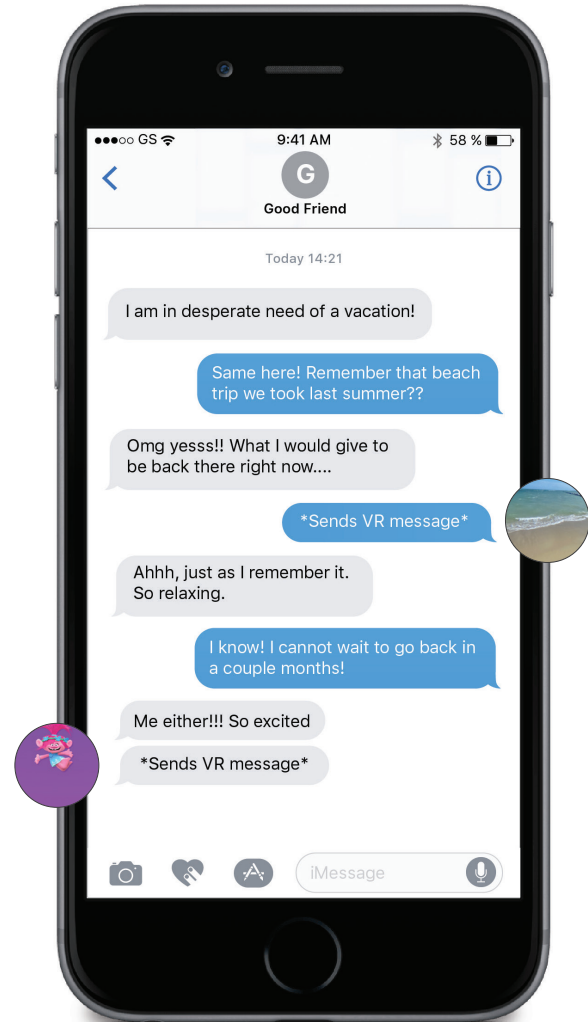 ●●●○○ GS 9:41 AM 58 %
G
Good Friend
Today 14:21
I am in desperate need of a vacation!
Same here! Remember that beach
trip we took last summer??
Omg yesss!! What I would give to
be back there right now....
*Sends VR message*
Ahhh, just as I remember it.
So relaxing.
I know! I cannot wait to go back in
a couple months!
Me either!!! So excited
*Sends VR message*
iMessage